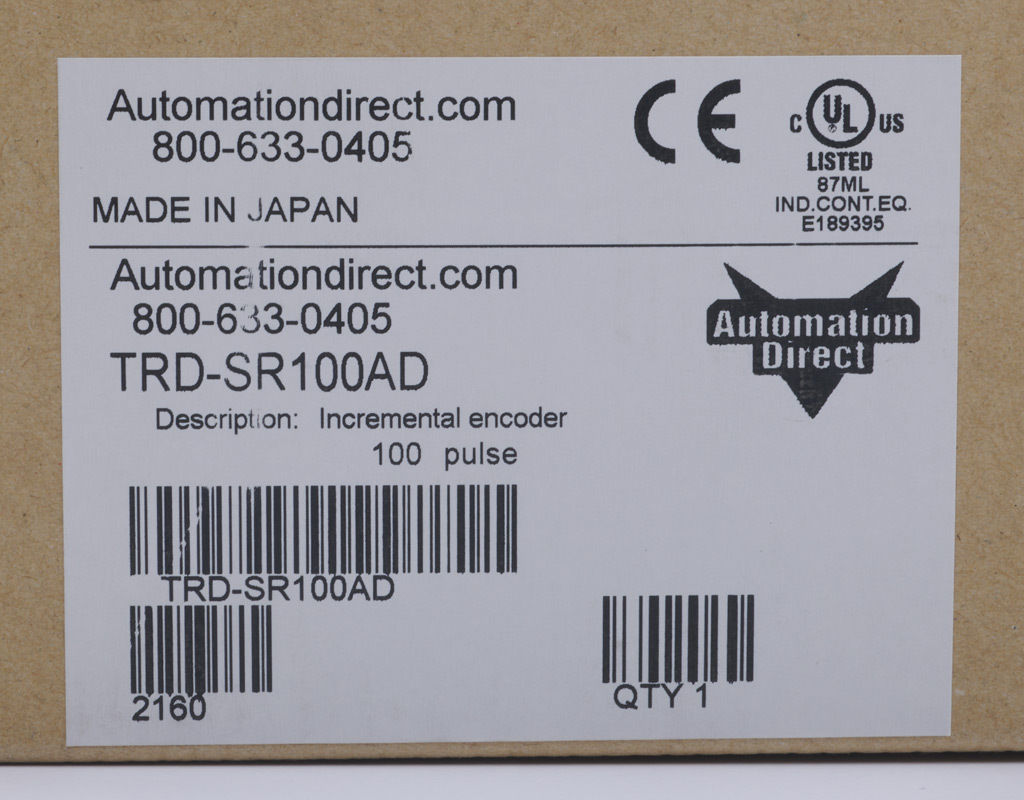 Automationdirect.com
800-633-0405
MADE IN JAPAN
CE
C UL US
LISTED
87ML
IND.CONT.EQ.
E189395
Automationdirect.com
800-633-0405
TRD-SR100AD
Description: Incremental encoder
100 pulse
Automation
Direct
TRD-SR100AD
2160
QTY 1